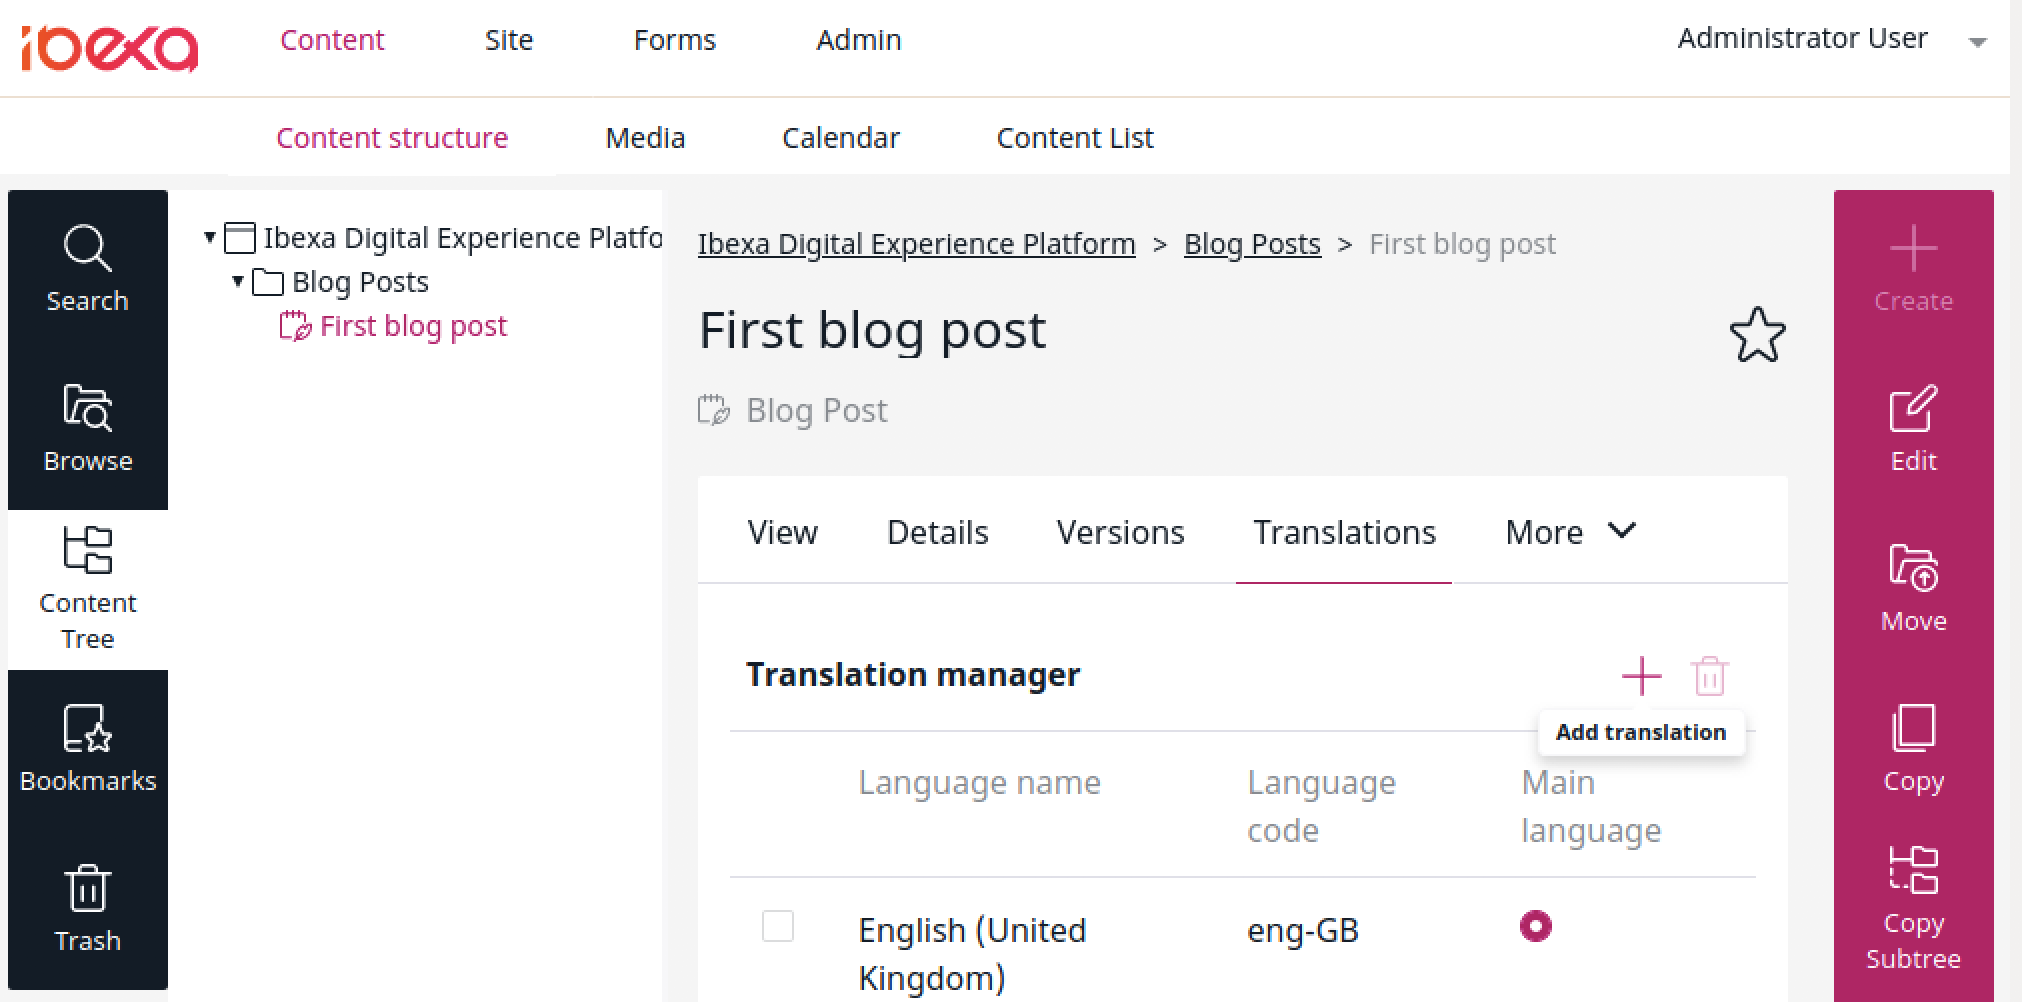 ibexa
Content Site Forms Admin
Administrator User
Content structure Media Calendar Content List
Search
Browse
Content
Tree
Bookmarks
Trash
Ibexa Digital Experience Platfo
Blog Posts
First blog post
Ibexa Digital Experience Platform > Blog Posts > First blog post
First blog post
Blog Post
View Details Versions Translations More
Translation manager
Add translation
Language name
Language
code
Main
language
English (United
Kingdom)
eng-GB
Create
Edit
Move
Copy
Copy
Subtree